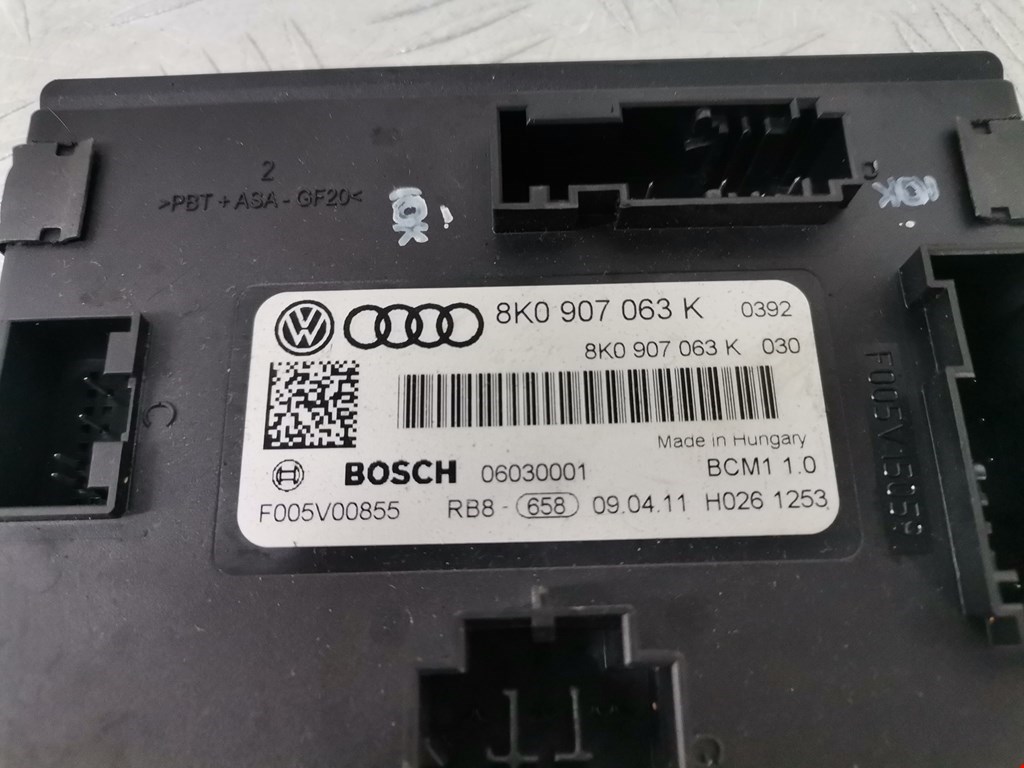 2
>PBT + ASA - GF20<
8K0 907 063 K 0392
8K0 907 063 K 030
Made in Hungary
BOSCH 06030001 BCM1 1.0
F005V00855 RB8 - 658 09.04.11 H026 1253
C
C